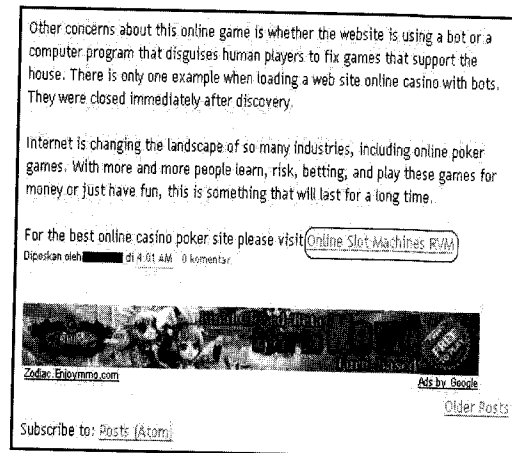 Other concerns about this online game is whether the website is using a bot or a
computer program that disguises human players to fix games that support the
house. There is only one example when loading a web site online casino with bots.
They were closed immediately after discovery.
Internet is changing the landscape of so many industries, including online poker
games. With more and more people learn, risk, betting, and play these games for
money or just have fun, this is something that will last for a long time.
For the best online casino poker site please visit Online Slot Machines RVM
Diposkan oleh di 4:01 AM 0 komentar
Turn-Based
FREE
Zodiac.Enjoymmo.com
Ads by Google
Older Posts
Subscribe to: Posts (Atom)